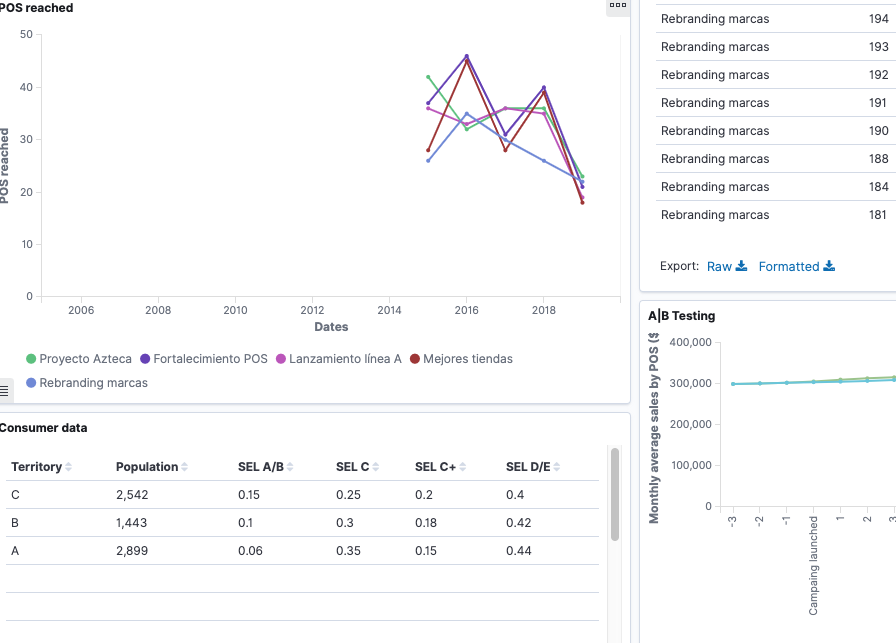 POS reached
50
40
30
20
10
0
POS reached
2006 2008 2010 2012 2014 2016 2018
Dates
Proyecto Azteca Fortalecimiento POS Lanzamiento línea A Mejores tiendas
Rebranding marcas
Consumer data
Territory Population SEL A/B SEL C SEL C+ SEL D/E
C 2,542 0.15 0.25 0.2 0.4
B 1,443 0.1 0.3 0.18 0.42
A 2,899 0.06 0.35 0.15 0.44
Rebranding marcas 194
Rebranding marcas 193
Rebranding marcas 192
Rebranding marcas 191
Rebranding marcas 190
Rebranding marcas 188
Rebranding marcas 184
Rebranding marcas 181
Export: Raw Formatted
A|B Testing
Monthly average sales by POS ($
400,000
300,000
200,000
100,000
0
-3 -2 -1 Campaing launched 1 2 3